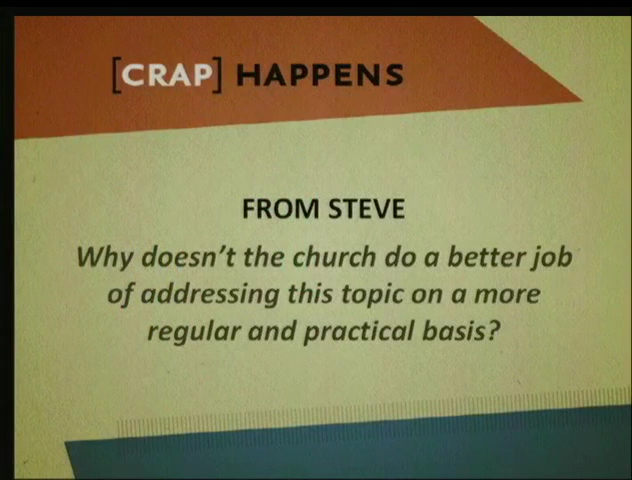 [CRAP] HAPPENS
FROM STEVE
Why doesn't the church do a better job
of addressing this topic on a more
regular and practical basis?